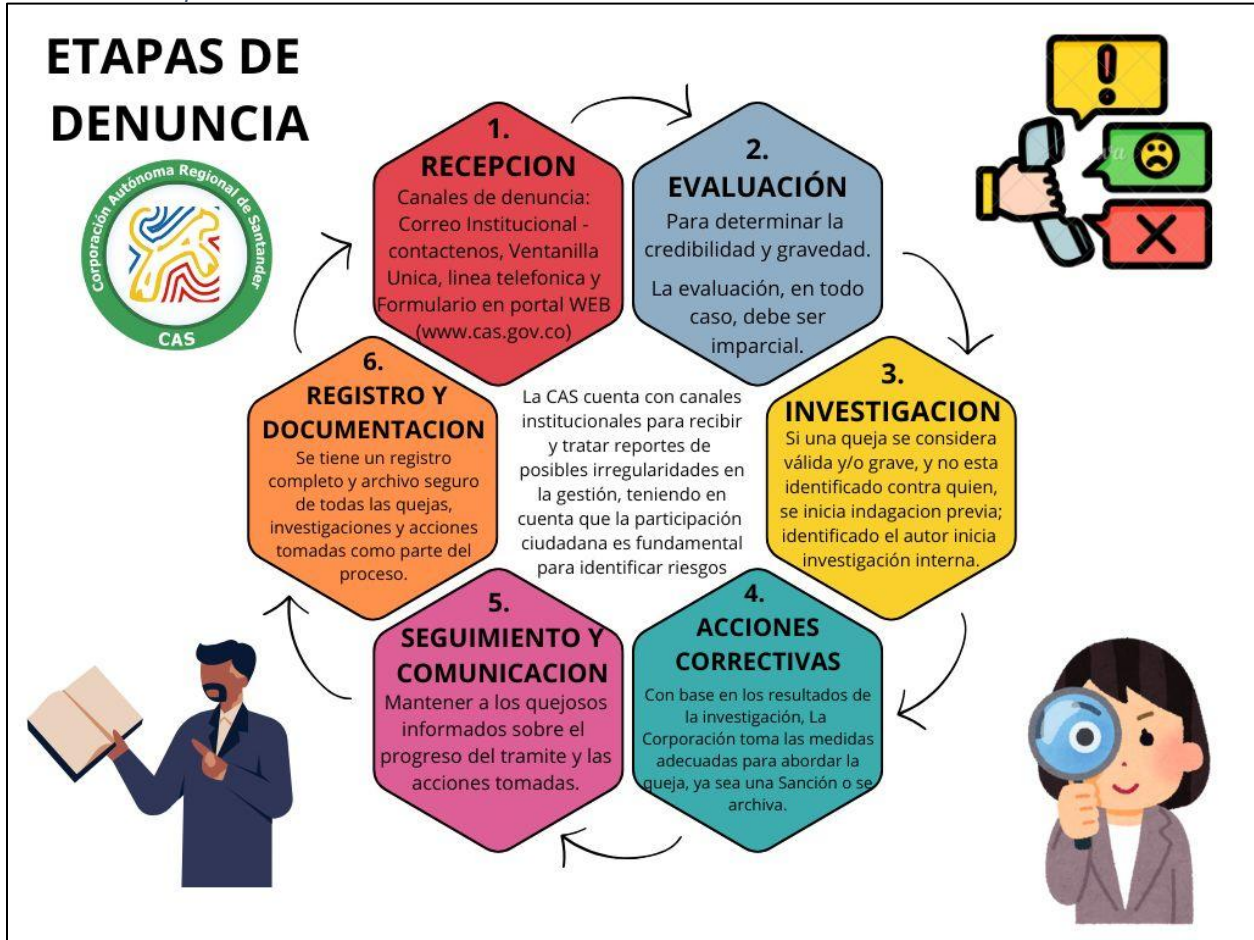 ETAPAS DE
DENUNCIA
Corporación Autónoma Regional de Santander
CAS
1.
RECEPCION
Canales de denuncia:
Correo Institucional -
contactenos, Ventanilla
Unica, linea telefonica y
Formulario en portal WEB
(www.cas.gov.co)
2.
EVALUACIÓN
Para determinar la
credibilidad y gravedad.
La evaluación, en todo
caso, debe ser
imparcial.
3.
INVESTIGACION
Si una queja se considera
válida y/o grave, y no esta
identificado contra quien,
se inicia indagacion previa;
identificado el autor inicia
investigación interna.
4.
ACCIONES
CORRECTIVAS
Con base en los resultados de
la investigación, La
Corporación toma las medidas
adecuadas para abordar la
queja, ya sea una Sanción o se
archiva.
5.
SEGUIMIENTO Y
COMUNICACION
Mantener a los quejosos
informados sobre el
progreso del tramite y las
acciones tomadas.
6.
REGISTRO Y
DOCUMENTACION
Se tiene un registro
completo y archivo seguro
de todas las quejas,
investigaciones y acciones
tomadas como parte del
proceso.
La CAS cuenta con canales
institucionales para recibir
y tratar reportes de
posibles irregularidades en
la gestión, teniendo en
cuenta que la participación
ciudadana es fundamental
para identificar riesgos